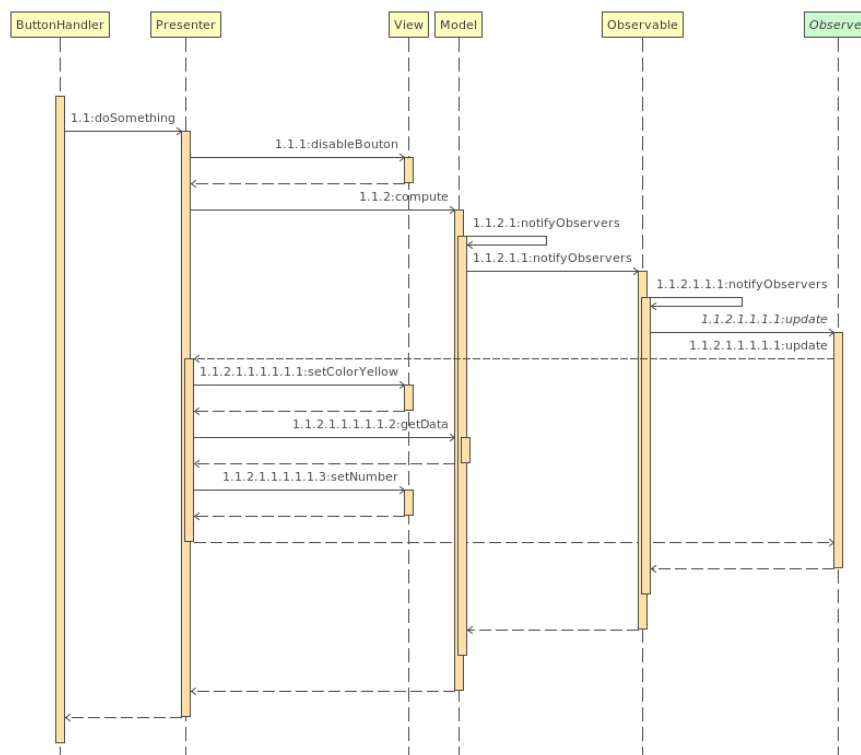 ButtonHandler Presenter View Model Observable Observe
1.1:doSomething
1.1.1:disableBouton
1.1.2:compute
1.1.2.1:notifyObservers
1.1.2.1.1:notifyObservers
1.1.2.1.1.1:notifyObservers
1.1.2.1.1.1.1:update
1.1.2.1.1.1.1.1:update
1.1.2.1.1.1.1.1.1:setColorYellow
1.1.2.1.1.1.1.1.2:getData
1.1.2.1.1.1.1.1.3:setNumber